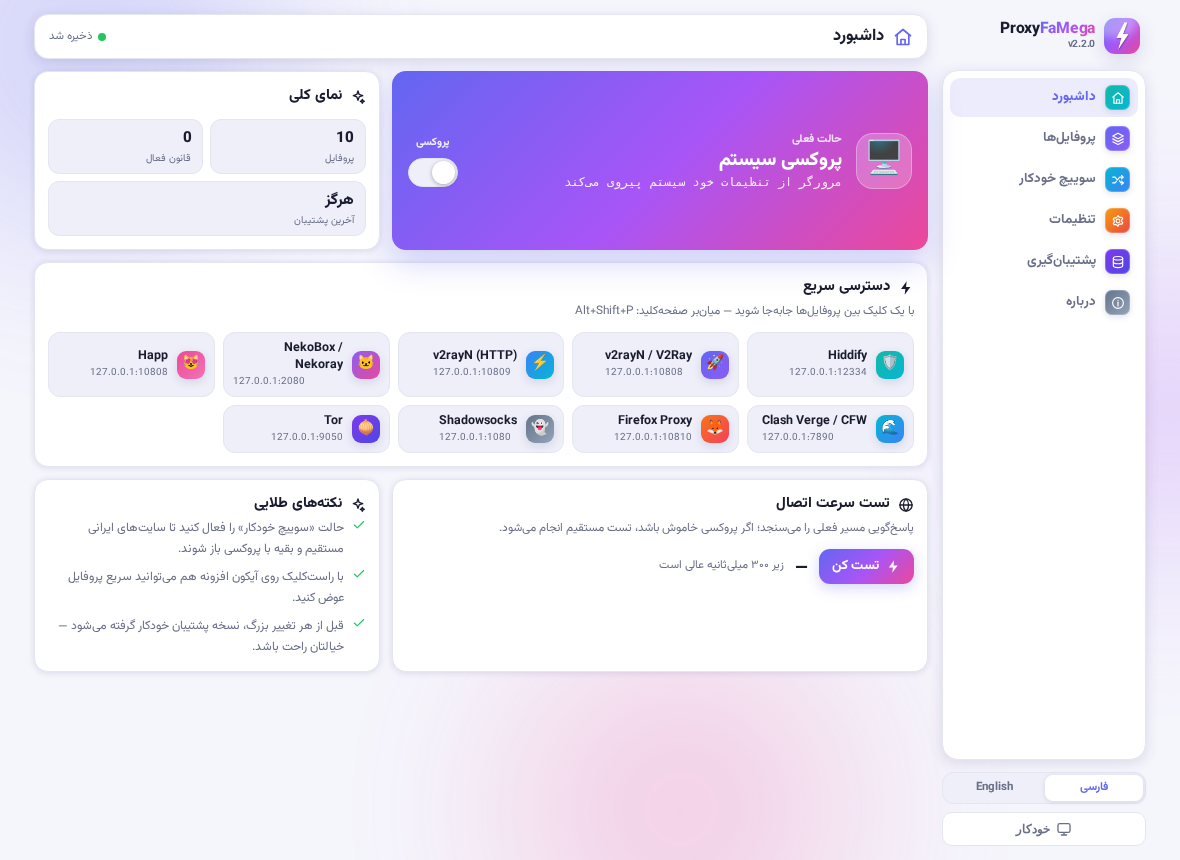 ProxyFaMega
v2.2.0
داشبورد
پروفایل‌ها
سوییچ خودکار
تنظیمات
پشتیبان‌گیری
درباره
فارسی
English
خودکار
داشبورد
ذخیره شد
حالت فعلی
پروکسی سیستم
مرورگر از تنظیمات خود سیستم پیروی می‌کند
پروکسی
نمای کلی
10
پروفایل
0
قانون فعال
هرگز
آخرین پشتیبان
دسترسی سریع
با یک کلیک بین پروفایل‌ها جابه‌جا شوید — میان‌بر صفحه‌کلید: Alt+Shift+P
Hiddify
127.0.0.1:12334
v2rayN / V2Ray
127.0.0.1:10808
v2rayN (HTTP)
127.0.0.1:10809
NekoBox /
Nekoray
127.0.0.1:2080
Happ
127.0.0.1:10808
Clash Verge / CFW
127.0.0.1:7890
Firefox Proxy
127.0.0.1:10810
Shadowsocks
127.0.0.1:1080
Tor
127.0.0.1:9050
تست سرعت اتصال
پاسخ‌گویی مسیر فعلی را می‌سنجد؛ اگر پروکسی خاموش باشد، تست مستقیم انجام می‌شود.
تست کن
—
زیر ۳۰۰ میلی‌ثانیه عالی است
نکته‌های طلایی
حالت «سوییچ خودکار» را فعال کنید تا سایت‌های ایرانی
مستقیم و بقیه با پروکسی باز شوند.
با راست‌کلیک روی آیکون افزونه هم می‌توانید سریع پروفایل
عوض کنید.
قبل از هر تغییر بزرگ، نسخه پشتیبان خودکار گرفته می‌شود —
خیالتان راحت باشد.